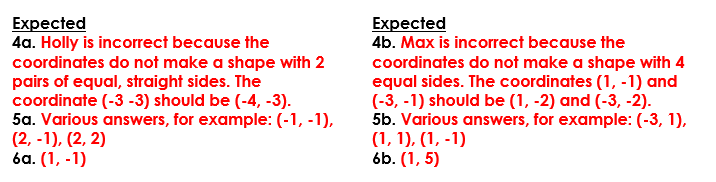 Expected
4a. Holly is incorrect because the
coordinates do not make a shape with 2
pairs of equal, straight sides. The
coordinate (-3 -3) should be (-4, -3).
5a. Various answers, for example: (-1, -1),
(2, -1), (2, 2)
6a. (1, -1)
Expected
4b. Max is incorrect because the
coordinates do not make a shape with 4
equal sides. The coordinates (1, -1) and
(-3, -1) should be (1, -2) and (-3, -2).
5b. Various answers, for example: (-3, 1),
(1, 1), (1, -1)
6b. (1, 5)